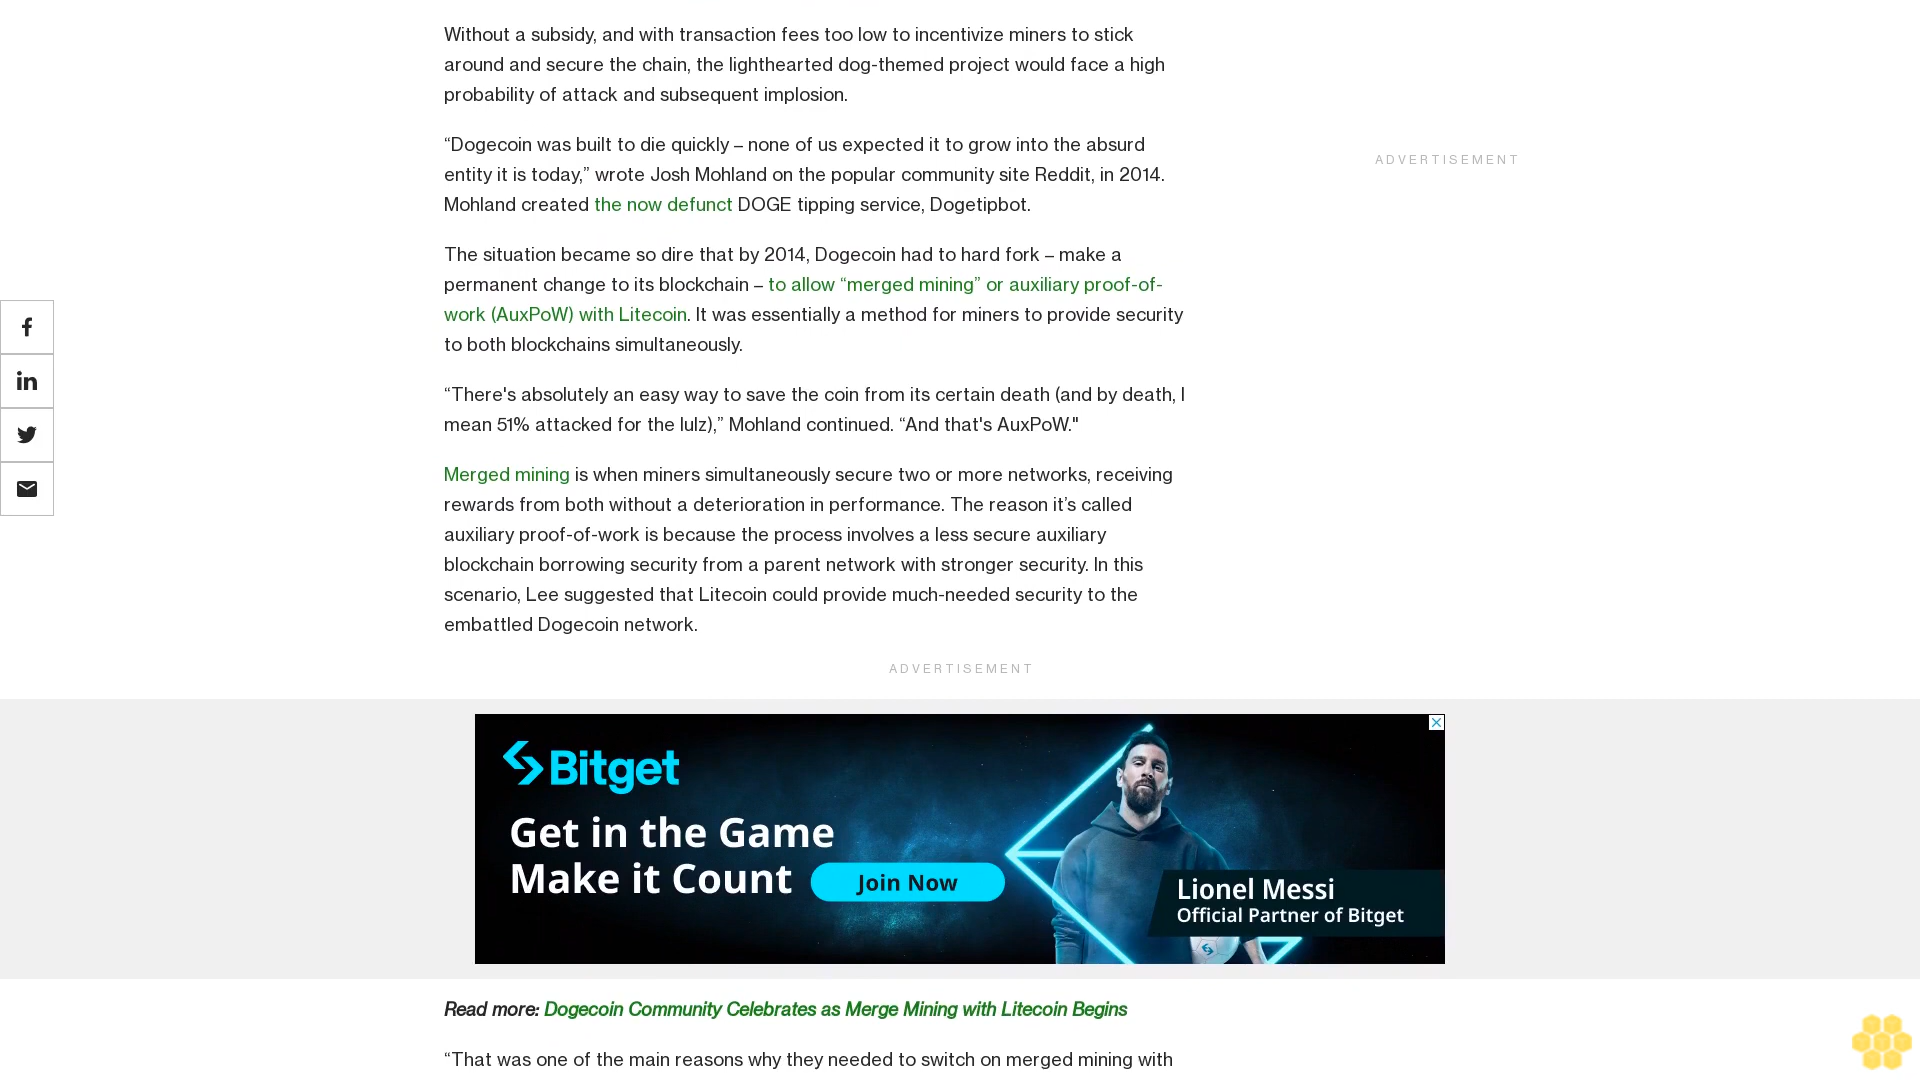 Without a subsidy, and with transaction fees too low to incentivize miners to stick
around and secure the chain, the lighthearted dog-themed project would face a high
probability of attack and subsequent implosion.
“Dogecoin was built to die quickly – none of us expected it to grow into the absurd
entity it is today,” wrote Josh Mohland on the popular community site Reddit, in 2014.
Mohland created the now defunct DOGE tipping service, Dogetipbot.
ADVERTISEMENT
The situation became so dire that by 2014, Dogecoin had to hard fork – make a
permanent change to its blockchain – to allow “merged mining” or auxiliary proof-of-
work (AuxPoW) with Litecoin. It was essentially a method for miners to provide security
to both blockchains simultaneously.
“There's absolutely an easy way to save the coin from its certain death (and by death, I
mean 51% attacked for the lulz),” Mohland continued. “And that's AuxPoW."
Merged mining is when miners simultaneously secure two or more networks, receiving
rewards from both without a deterioration in performance. The reason it’s called
auxiliary proof-of-work is because the process involves a less secure auxiliary
blockchain borrowing security from a parent network with stronger security. In this
scenario, Lee suggested that Litecoin could provide much-needed security to the
embattled Dogecoin network.
ADVERTISEMENT
Bitget
Get in the Game
Make it Count
Join Now
Lionel Messi
Official Partner of Bitget
Read more: Dogecoin Community Celebrates as Merge Mining with Litecoin Begins
“That was one of the main reasons why they needed to switch on merged mining with